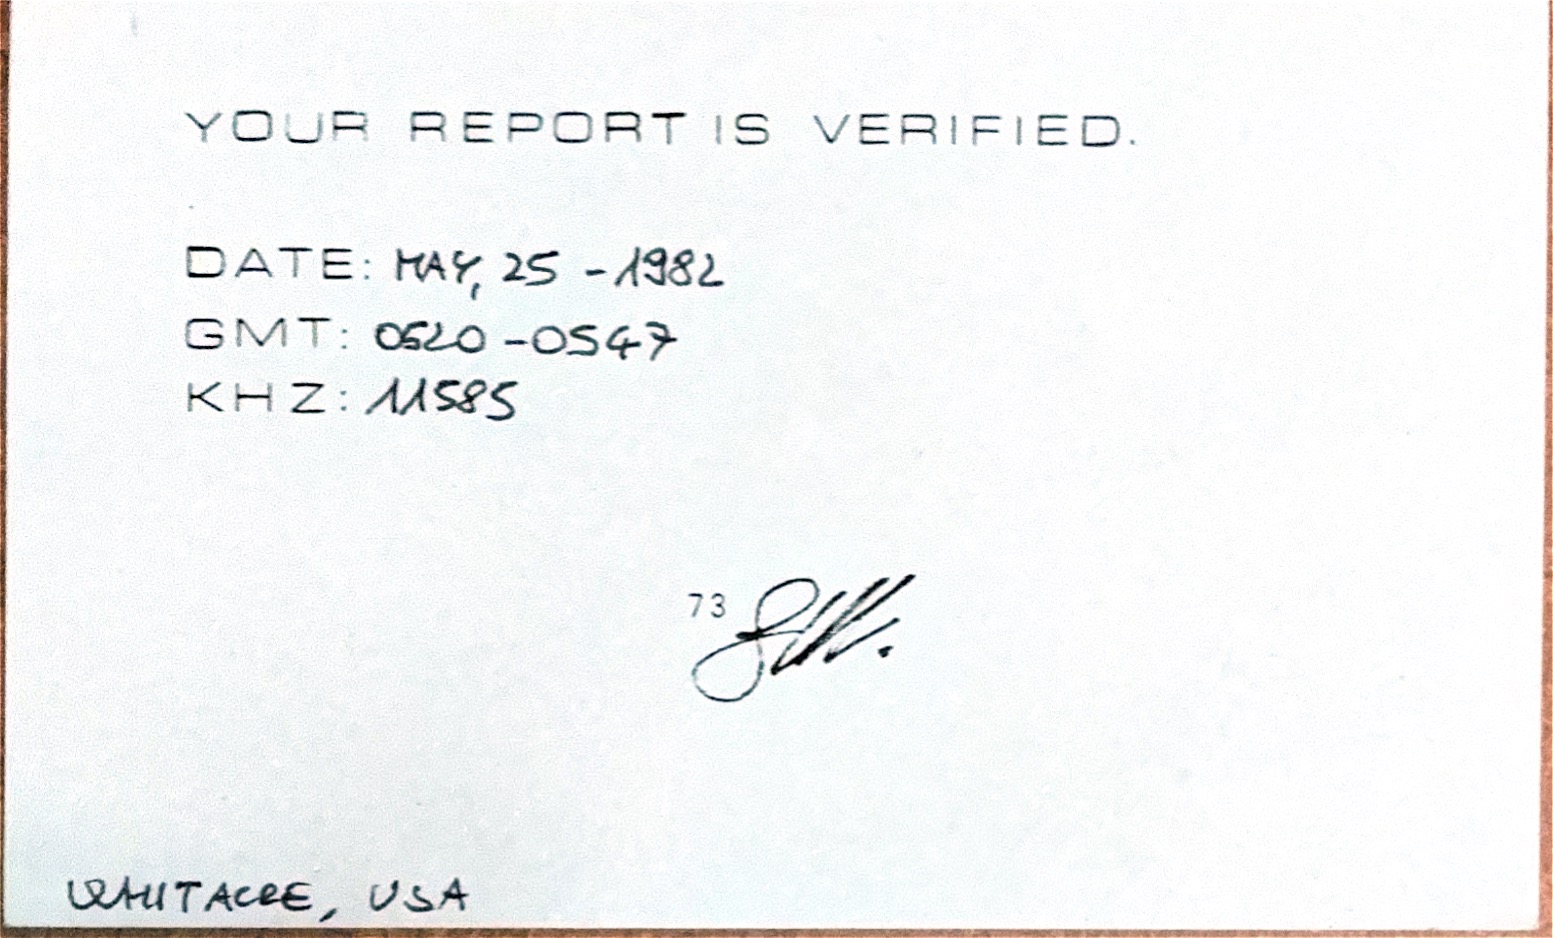 YOUR REPORT IS VERIFIED.
DATE: MAY, 25 - 1982
GMT: 0520 - 0547
KHZ: 11585
73
WHITACRE, USA